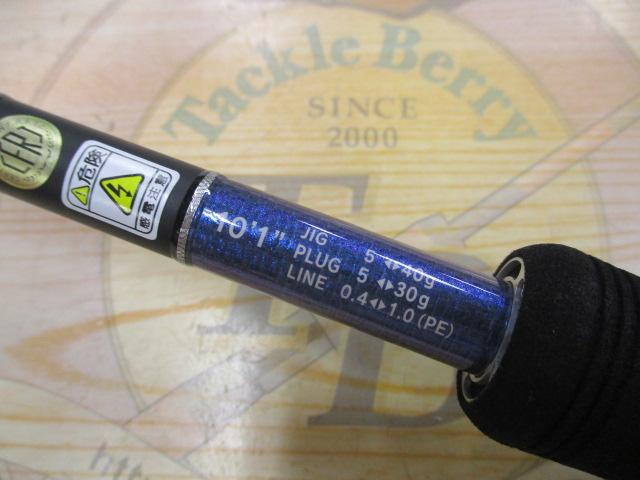 Tackle Berry
SINCE
2000
危険
感電注意
10'1"
JIG 5◂▸40g
PLUG 5◂▸30g
LINE 0.4◂▸1.0(PE)
htt